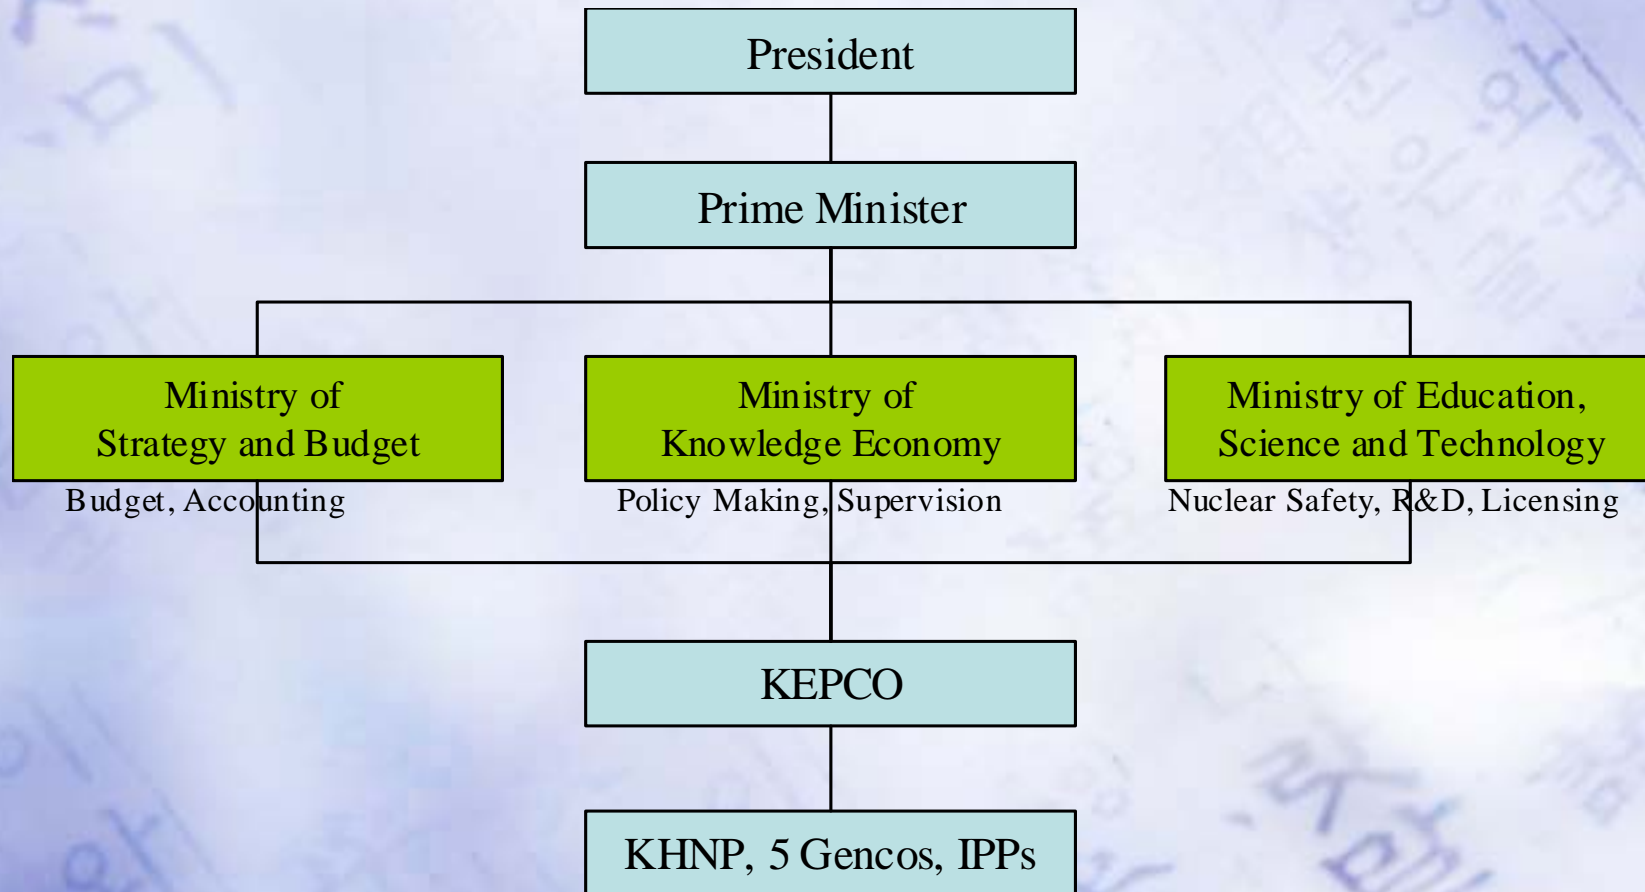 President
Prime Minister
Ministry of
Strategy and Budget
Budget, Accounting
Ministry of
Knowledge Economy
Policy Making, Supervision
Ministry of Education,
Science and Technology
Nuclear Safety, R&D, Licensing
KEPCO
KHNP, 5 Gencos, IPPs